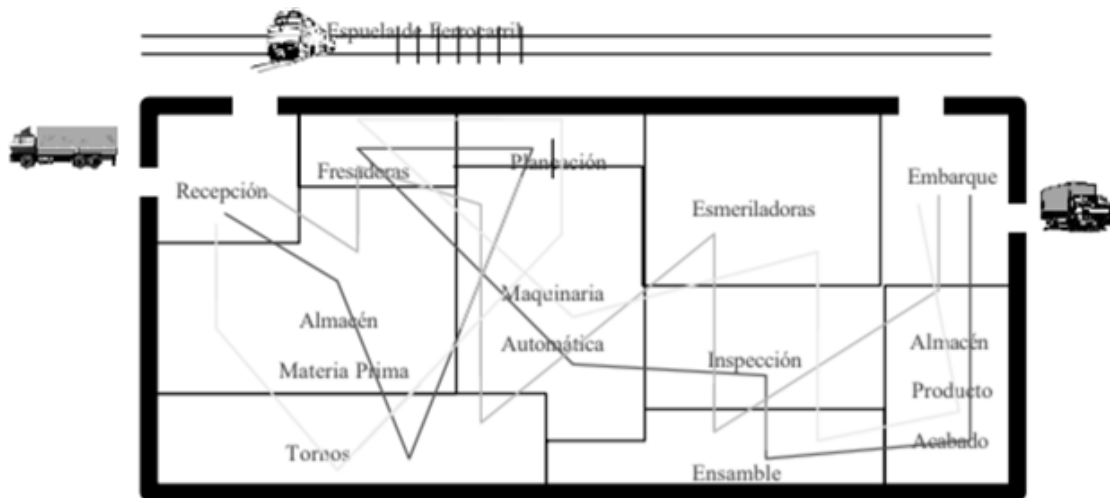 Espuela de Ferrocarril
Fresadoras
Planeación
Recepción
Embarque
Esmeriladoras
Maquinaria
Automática
Almacén
Materia Prima
Inspección
Almacén
Producto
Acabado
Tornos
Ensamble